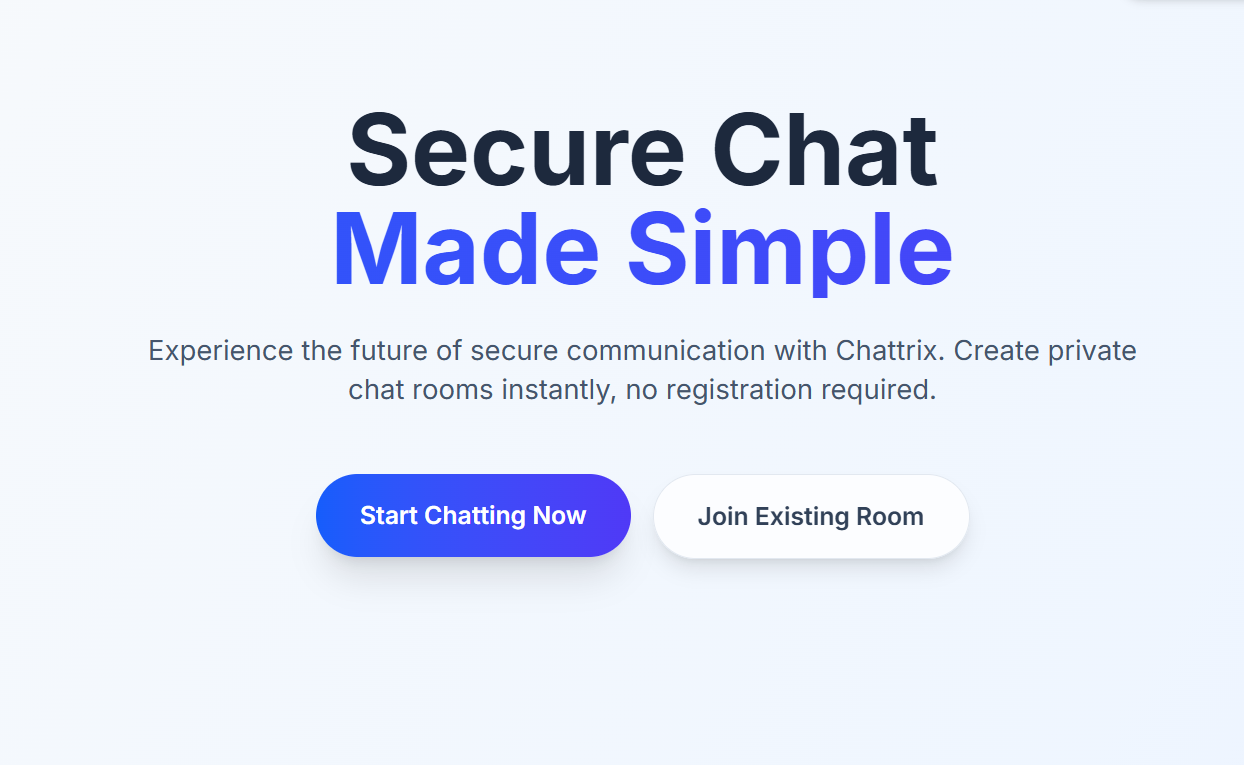 Secure Chat
Made Simple
Experience the future of secure communication with Chattrix. Create private
chat rooms instantly, no registration required.
Start Chatting Now
Join Existing Room